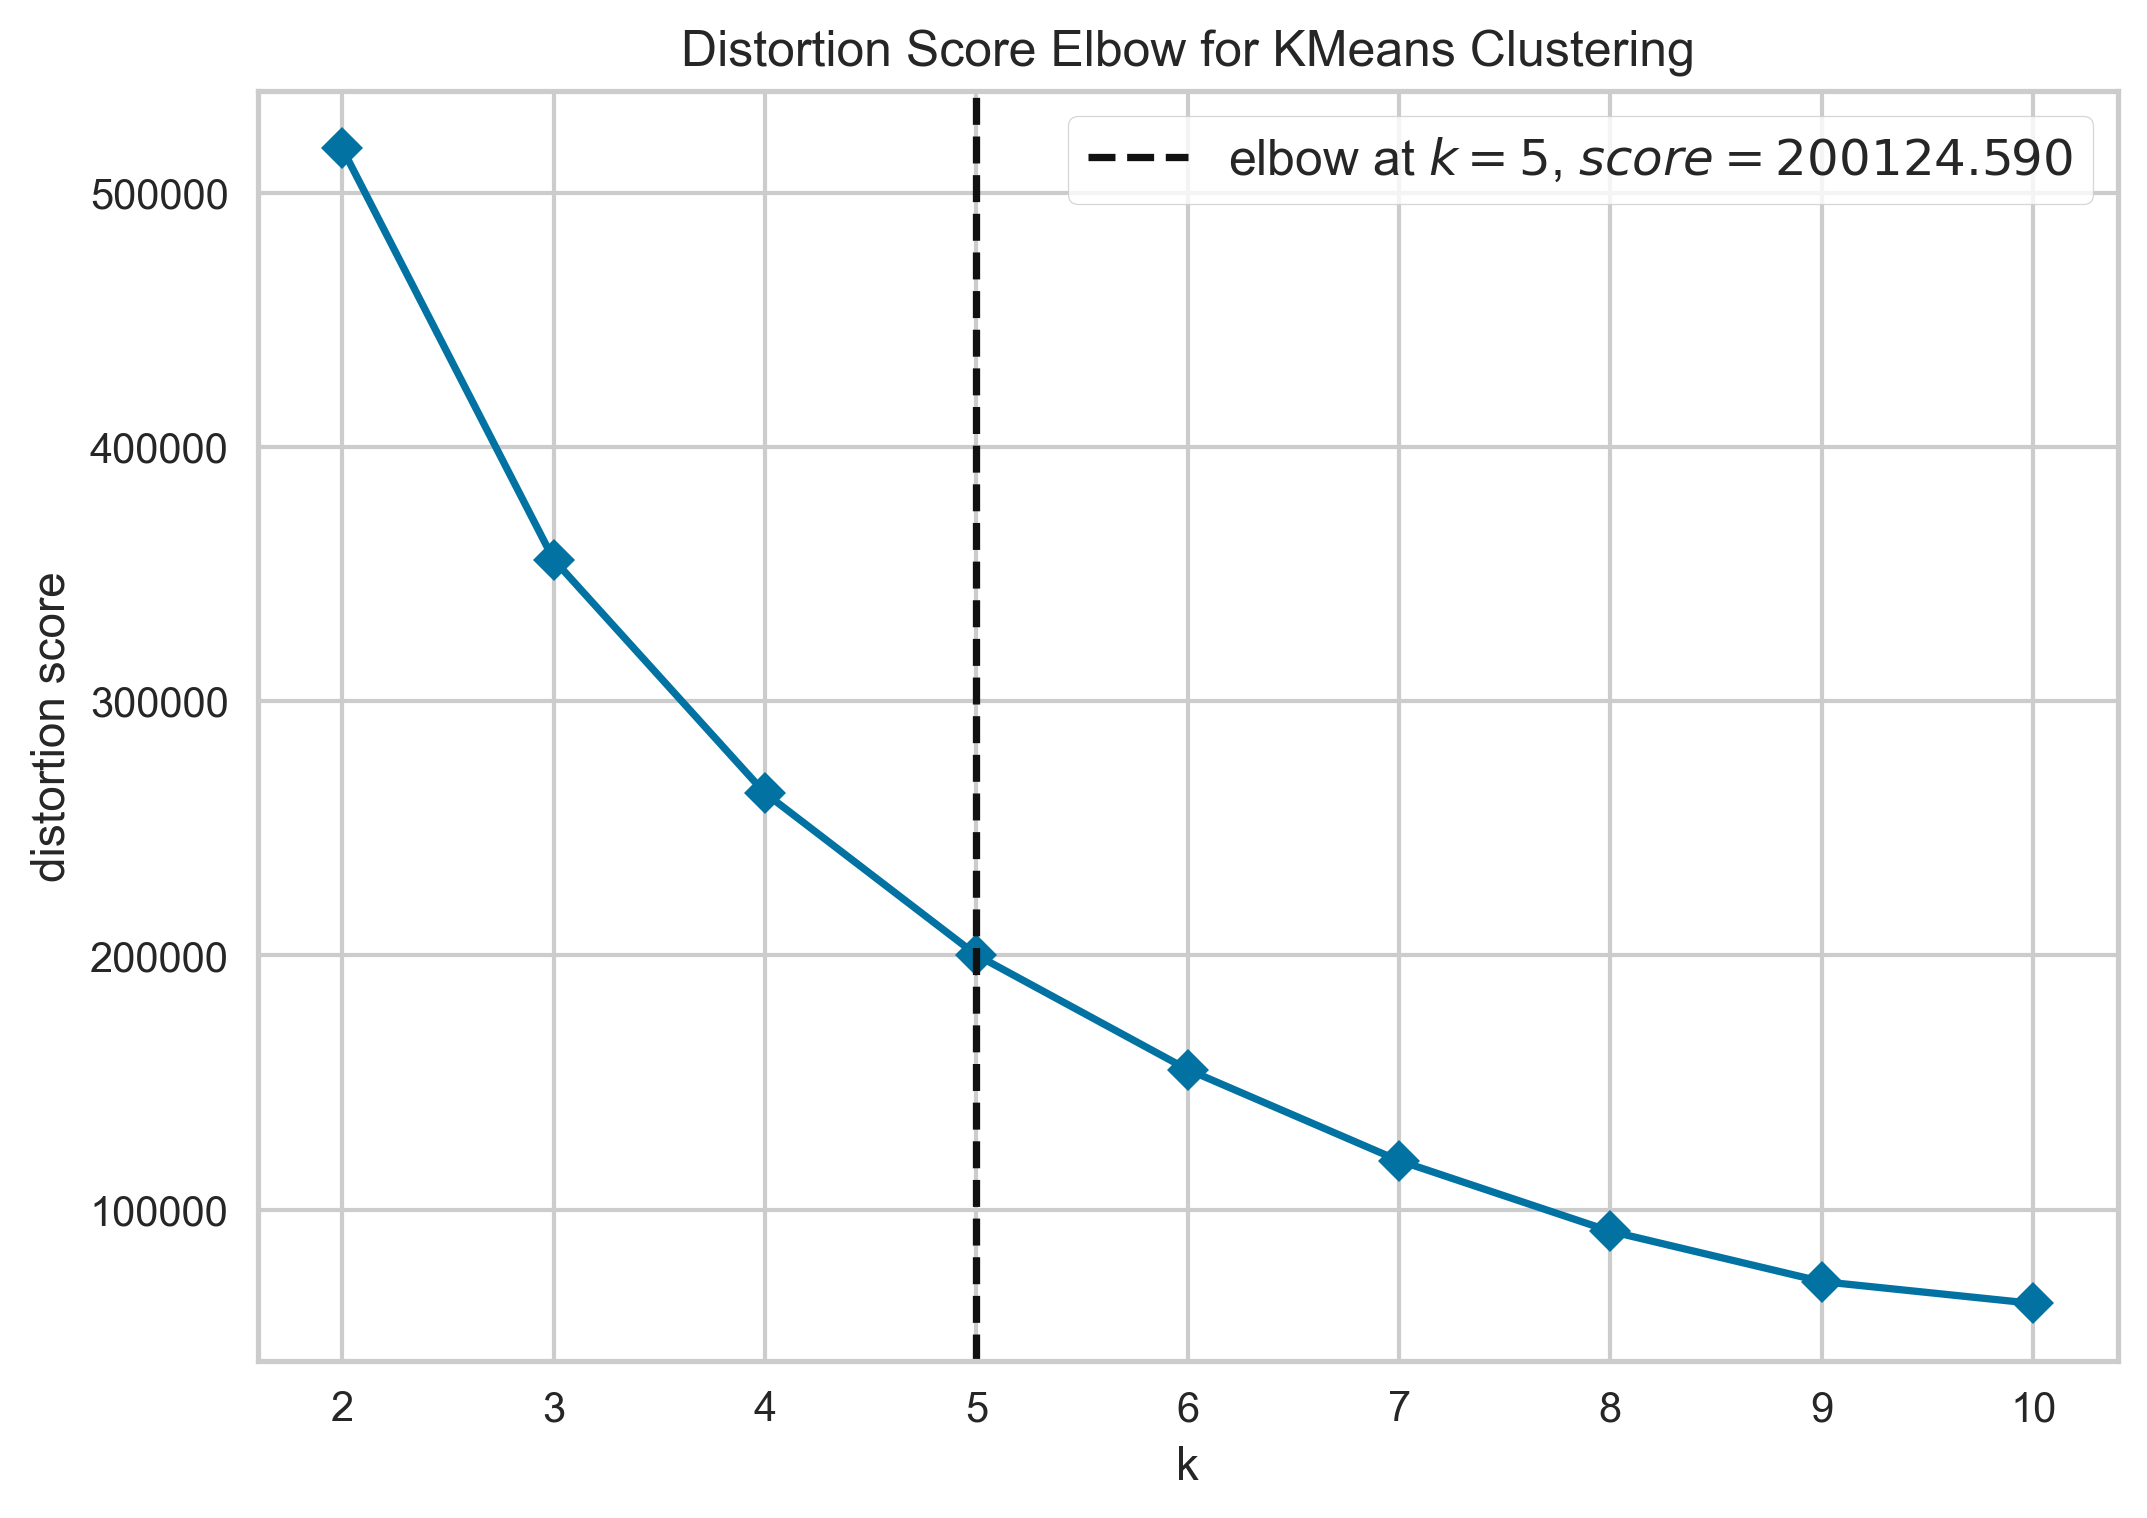 Distortion Score Elbow for KMeans Clustering
elbow at k = 5, score = 200124.590
500000
400000
300000
200000
100000
distortion score
2 3 4 5 6 7 8 9 10
k